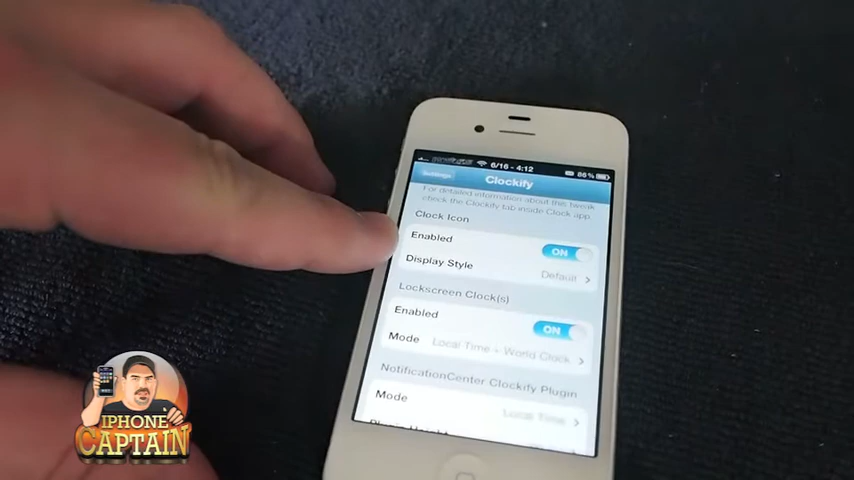 6/16 - 4:12
86%
Settings
Clockify
For detailed information about this tweak
check the Clockify tab inside Clock app.
Clock Icon
Enabled
ON
Display Style
Default
Lockscreen Clock(s)
Enabled
ON
Mode
Local Time + World Clock
NotificationCenter Clockify Plugin
Mode
Local Time
IPHONE
CAPTAIN